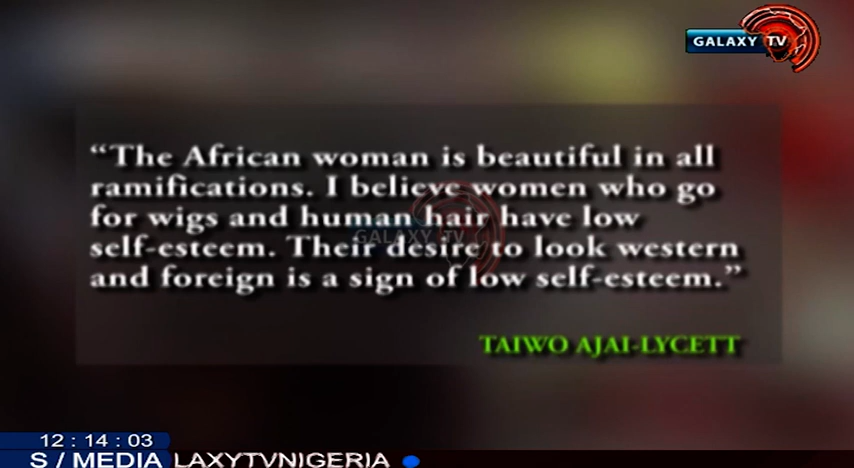 GALAXY TV
“The African woman is beautiful in all
ramifications. I believe women who go
for wigs and human hair have low
self-esteem. Their desire to look western
and foreign is a sign of low self-esteem.”
GALAXY TV
TAIWO AJAI-LYCETT
12 : 14 : 03
S / MEDIA LAXYTVNIGERIA